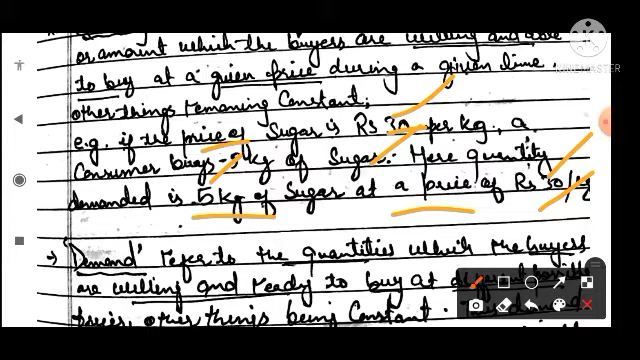 or amount which the buyers are willing and able
to buy at a given price during a given time.
other things remaining constant,
e.g. if the price of Sugar is Rs 30 per kg, a
Consumer buys 5 kg of Sugar. Here quantity
demanded is 5 kg of Sugar at a price of Rs 30/kg
→ 'Demand' refer to the quantities which the buyers
are willing and ready to buy at different
prices, other things being constant.
KINEMASTER